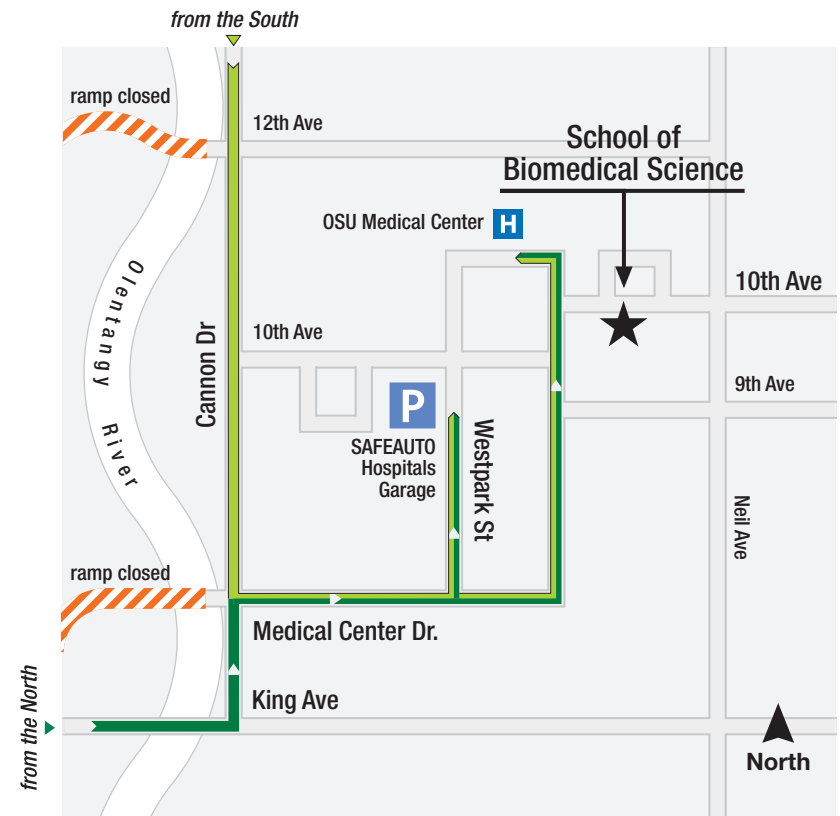 from the South
ramp closed
12th Ave
School of
Biomedical Science
OSU Medical Center
H
10th Ave
Olentangy River
Cannon Dr
10th Ave
9th Ave
P
SAFEAUTO
Hospitals
Garage
Westpark St
Neil Ave
ramp closed
Medical Center Dr.
King Ave
from the North
North